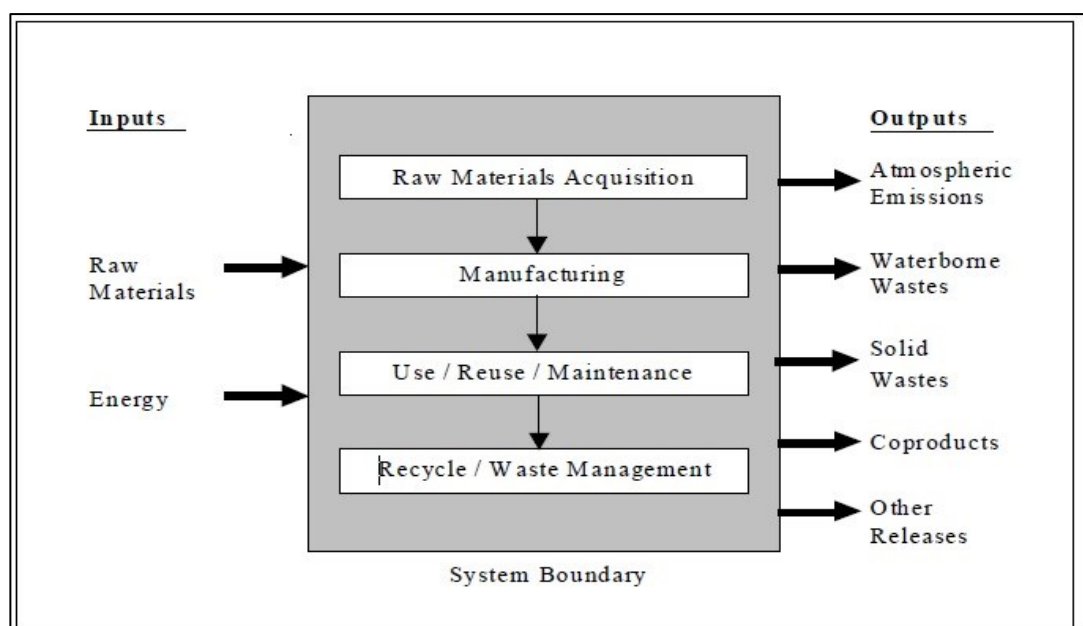 Inputs
Raw
Materials
Energy
Raw Materials Acquisition
Manufacturing
Use / Reuse / Maintenance
Recycle / Waste Management
System Boundary
Outputs
Atmospheric
Emissions
Waterborne
Wastes
Solid
Wastes
Coproducts
Other
Releases